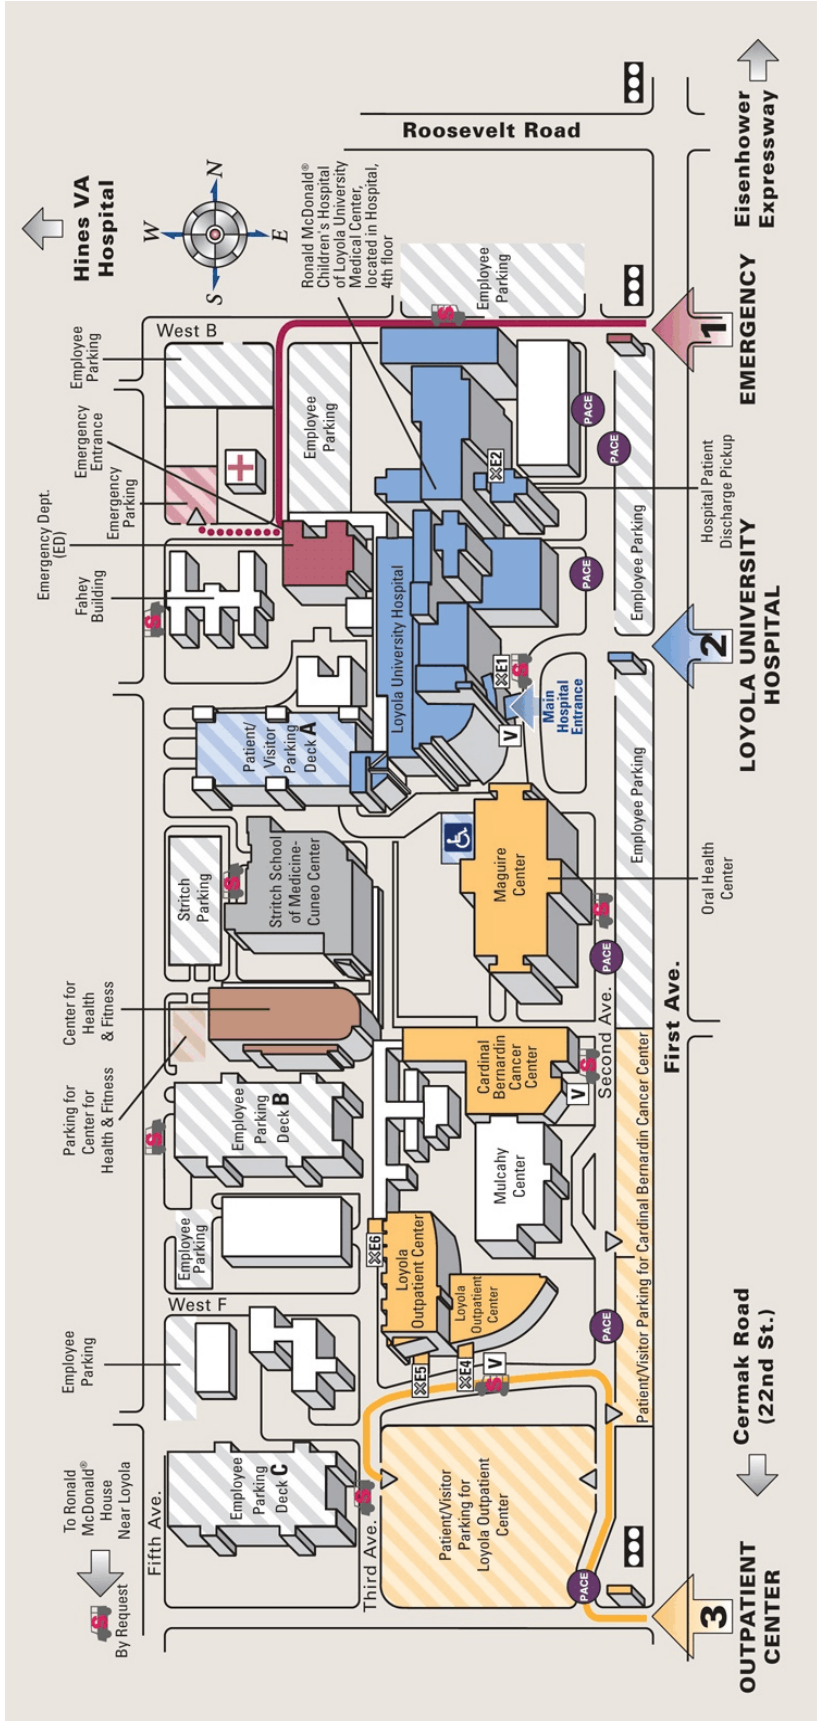 Hines VA
Hospital
N
W
E
S
Roosevelt Road
Eisenhower
Expressway
Ronald McDonald®
Children's Hospital
of Loyola University
Medical Center,
located in Hospital,
4th floor
Employee
Parking
S
West B
1
EMERGENCY
Employee
Parking
Emergency
Entrance
Emergency
Parking
Emergency Dept.
(ED)
Fahey
Building
S
Employee
Parking
E2
PACE
PACE
PACE
Hospital Patient
Discharge Pickup
Employee Parking
Loyola University Hospital
E1
S
V
Main
Hospital
Entrance
2
LOYOLA UNIVERSITY
HOSPITAL
Patient/
Visitor
Parking
Deck A
Employee Parking
Stritch
Parking
S
Stritch School
of Medicine-
Cuneo Center
Maguire
Center
Oral Health
Center
S
PACE
Center for
Health
& Fitness
Parking for
Center for
Health & Fitness
S
Employee
Parking
Deck B
Cardinal
Bernardin
Cancer
Center
S
V
Second Ave.
First Ave.
Mulcahy
Center
Patient/Visitor Parking for Cardinal Bernardin Cancer Center
Employee
Parking
West F
E6
Loyola
Outpatient Center
Loyola
Outpatient
Center
PACE
E5
E4
V
S
Employee
Parking
Employee
Parking
Deck C
S
Patient/Visitor
Parking for
Loyola Outpatient
Center
Cermak Road
(22nd St.)
To Ronald
McDonald®
House
Near Loyola
S
By Request
Fifth Ave.
Third Ave.
PACE
3
OUTPATIENT
CENTER